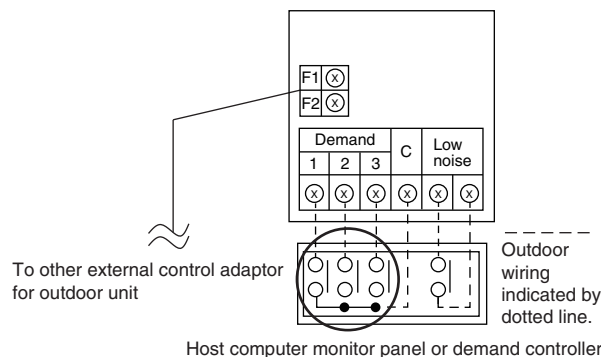 F1 X
F2 X
Demand
1 2 3
C
Low
noise
X X X X X X
To other external control adaptor
for outdoor unit
Outdoor
wiring
indicated by
dotted line.
Host computer monitor panel or demand controller